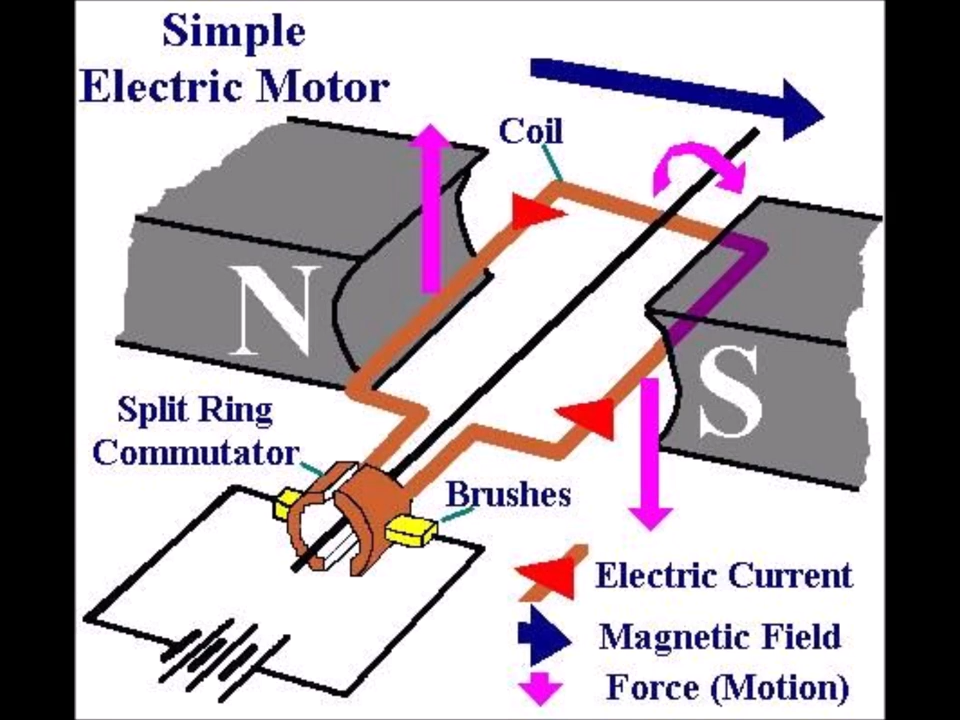 Simple
Electric Motor
Coil
N
S
Split Ring
Commutator
Brushes
Electric Current
Magnetic Field
Force (Motion)